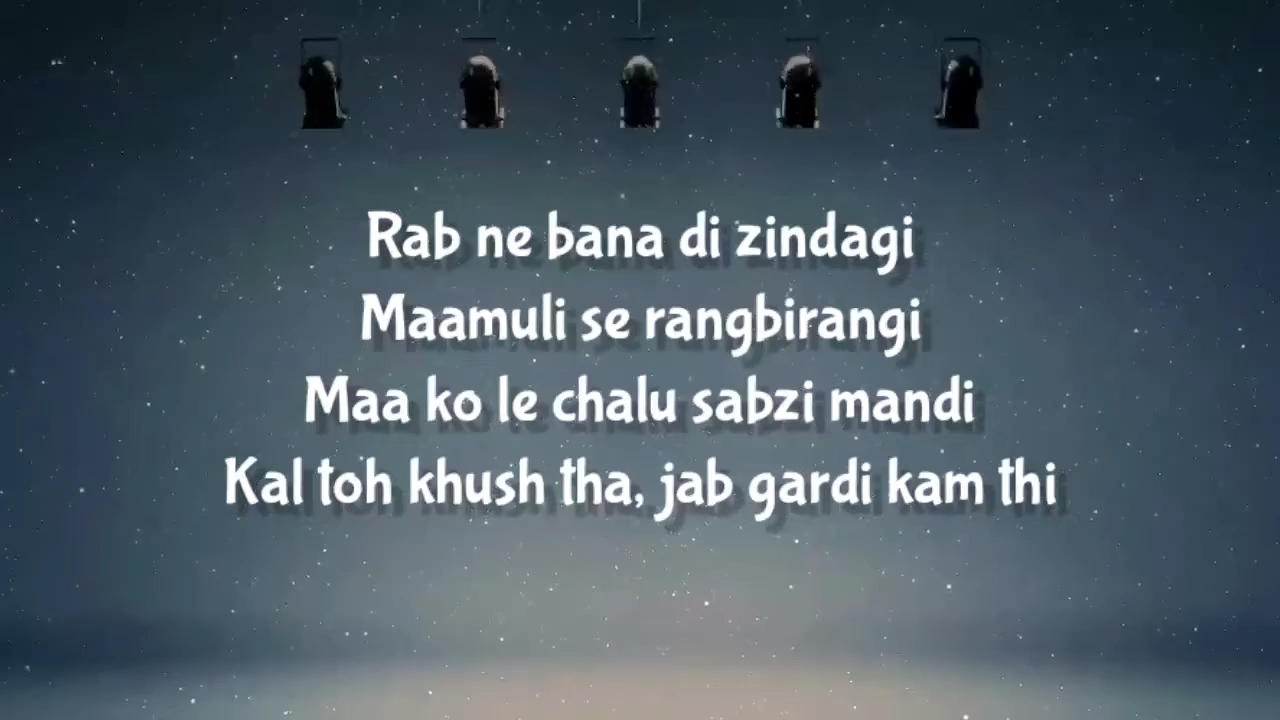 Rab ne bana di zindagi
Maamuli se rangbirangi
Maa ko le chalu sabzi mandi
Kal toh khush tha, jab gardi kam thi